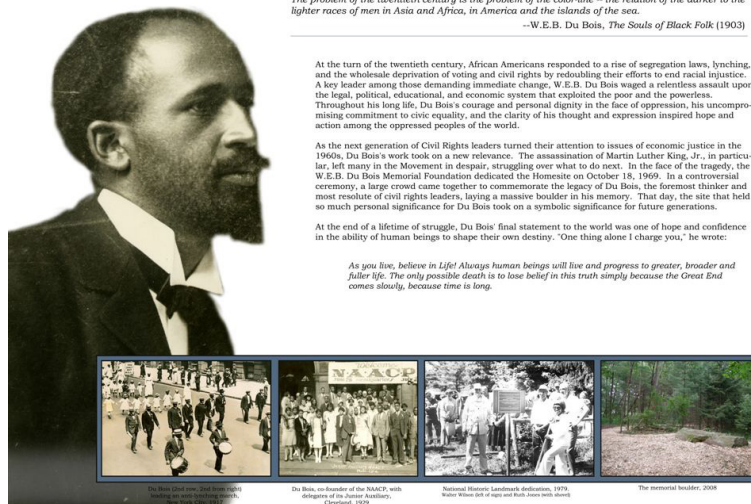 The problem of the twentieth century is the problem of the color-line -- the relation of the darker to the
lighter races of men in Asia and Africa, in America and the islands of the sea.
--W.E.B. Du Bois, The Souls of Black Folk (1903)
At the turn of the twentieth century, African Americans responded to a rise of segregation laws, lynching,
and the wholesale deprivation of voting and civil rights by redoubling their efforts to end racial injustice.
A key leader among those demanding immediate change, W.E.B. Du Bois waged a relentless assault upon
the legal, political, educational, and economic system that exploited the poor and the powerless.
Throughout his long life, Du Bois's courage and personal dignity in the face of oppression, his uncompro-
mising commitment to civic equality, and the clarity of his thought and expression inspired hope and
action among the oppressed peoples of the world.
As the next generation of Civil Rights leaders turned their attention to issues of economic justice in the
1960s, Du Bois's work took on a new relevance. The assassination of Martin Luther King, Jr., in particu-
lar, left many in the Movement in despair, struggling over what to do next. In the face of the tragedy, the
W.E.B. Du Bois Memorial Foundation dedicated the Homesite on October 18, 1969. In a controversial
ceremony, a large crowd came together to commemorate the legacy of Du Bois, the foremost thinker and
most resolute of civil rights leaders, laying a massive boulder in his memory. That day, the site that held
so much personal significance for Du Bois took on a symbolic significance for future generations.
At the end of a lifetime of struggle, Du Bois' final statement to the world was one of hope and confidence
in the ability of human beings to shape their own destiny. "One thing alone I charge you," he wrote:
As you live, believe in Life! Always human beings will live and progress to greater, broader and
fuller life. The only possible death is to lose belief in this truth simply because the Great End
comes slowly, because time is long.
NAACP
Du Bois (2nd row, 2nd from right)
leading an anti-lynching march,
New York City, 1917
Du Bois, co-founder of the NAACP, with
delegates of its Junior Auxiliary,
Cleveland, 1929
National Historic Landmark dedication, 1979.
Walter Wilson (left of sign) and Ruth Jones (with shovel)
The memorial boulder, 2008